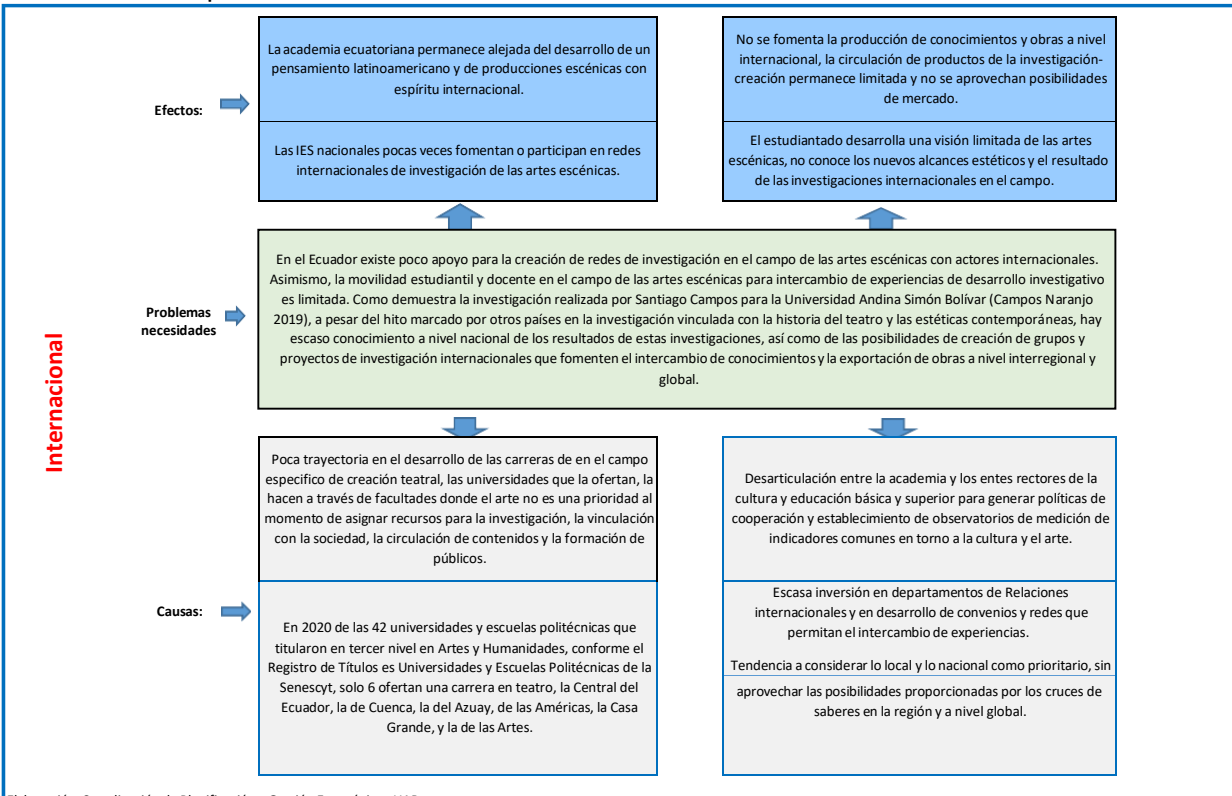 La academia ecuatoriana permanece alejada del desarrollo de un
pensamiento latinoamericano y de producciones escénicas con
espíritu internacional.
No se fomenta la producción de conocimientos y obras a nivel
internacional, la circulación de productos de la investigación-
creación permanece limitada y no se aprovechan posibilidades
de mercado.
Efectos:
Las IES nacionales pocas veces fomentan o participan en redes
internacionales de investigación de las artes escénicas.
El estudiantado desarrolla una visión limitada de las artes
escénicas, no conoce los nuevos alcances estéticos y el resultado
de las investigaciones internacionales en el campo.
Internacional
Problemas
necesidades
En el Ecuador existe poco apoyo para la creación de redes de investigación en el campo de las artes escénicas con actores internacionales.
Asimismo, la movilidad estudiantil y docente en el campo de las artes escénicas para intercambio de experiencias de desarrollo investigativo
es limitada. Como demuestra la investigación realizada por Santiago Campos para la Universidad Andina Simón Bolívar (Campos Naranjo
2019), a pesar del hito marcado por otros países en la investigación vinculada con la historia del teatro y las estéticas contemporáneas, hay
escaso conocimiento a nivel nacional de los resultados de estas investigaciones, así como de las posibilidades de creación de grupos y
proyectos de investigación internacionales que fomenten el intercambio de conocimientos y la exportación de obras a nivel interregional y
global.
Poca trayectoria en el desarrollo de las carreras de en el campo
especifico de creación teatral, las universidades que la ofertan, la
hacen a través de facultades donde el arte no es una prioridad al
momento de asignar recursos para la investigación, la vinculación
con la sociedad, la circulación de contenidos y la formación de
públicos.
Desarticulación entre la academia y los entes rectores de la
cultura y educación básica y superior para generar políticas de
cooperación y establecimiento de observatorios de medición de
indicadores comunes en torno a la cultura y el arte.
Causas:
En 2020 de las 42 universidades y escuelas politécnicas que
titularon en tercer nivel en Artes y Humanidades, conforme el
Registro de Títulos es Universidades y Escuelas Politécnicas de la
Senescyt, solo 6 ofertan una carrera en teatro, la Central del
Ecuador, la de Cuenca, la del Azuay, de las Américas, la Casa
Grande, y la de las Artes.
Escasa inversión en departamentos de Relaciones
internacionales y en desarrollo de convenios y redes que
permitan el intercambio de experiencias.
Tendencia a considerar lo local y lo nacional como prioritario, sin
aprovechar las posibilidades proporcionadas por los cruces de
saberes en la región y a nivel global.